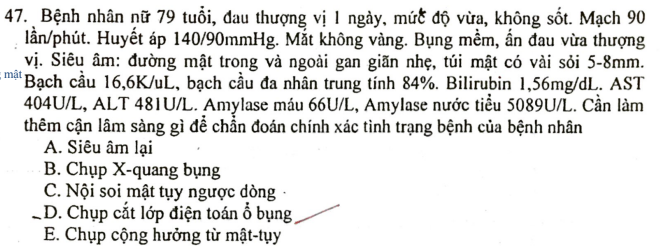 47. Bệnh nhân nữ 79 tuổi, đau thượng vị 1 ngày, mức độ vừa, không sốt. Mạch 90
lần/phút. Huyết áp 140/90mmHg. Mắt không vàng. Bụng mềm, ấn đau vừa thượng
vị. Siêu âm: đường mật trong và ngoài gan giãn nhẹ, túi mật có vài sỏi 5-8mm.
mật
Bạch cầu 16,6K/uL, bạch cầu đa nhân trung tính 84%. Bilirubin 1,56mg/dL. AST
404U/L, ALT 481U/L. Amylase máu 66U/L, Amylase nước tiểu 5089U/L. Cần làm
thêm cận lâm sàng gì để chẩn đoán chính xác tình trạng bệnh của bệnh nhân
A. Siêu âm lại
B. Chụp X-quang bụng
C. Nội soi mật tụy ngược dòng
D. Chụp cắt lớp điện toán ổ bụng
E. Chụp cộng hưởng từ mật-tụy